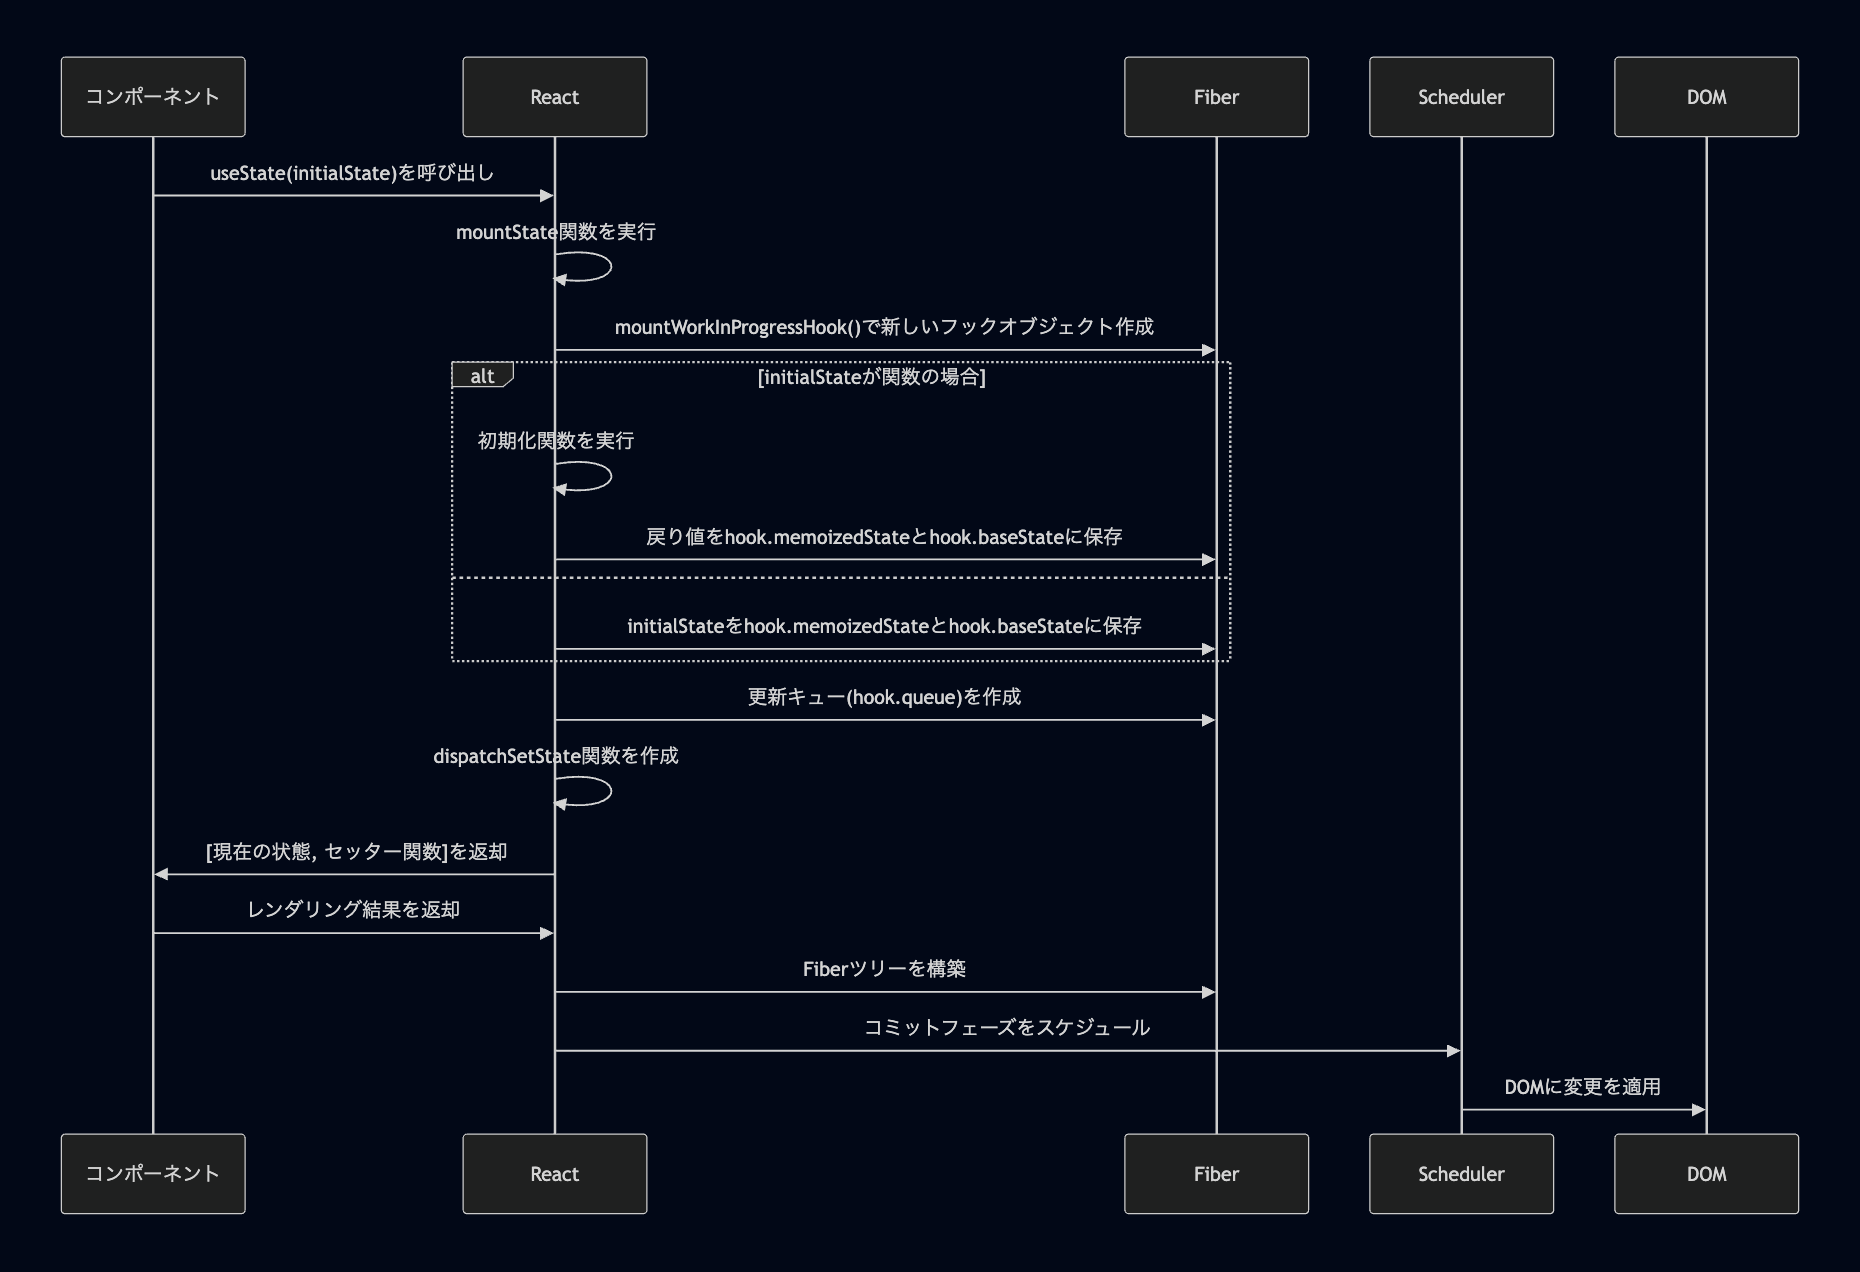 コンポーネント
React
Fiber
Scheduler
DOM
useState(initialState)を呼び出し
mountState関数を実行
mountWorkInProgressHook()で新しいフックオブジェクト作成
alt
[initialStateが関数の場合]
初期化関数を実行
戻り値をhook.memoizedStateとhook.baseStateに保存
initialStateをhook.memoizedStateとhook.baseStateに保存
更新キュー(hook.queue)を作成
dispatchSetState関数を作成
[現在の状態, セッター関数]を返却
レンダリング結果を返却
Fiberツリーを構築
コミットフェーズをスケジュール
DOMに変更を適用
コンポーネント
React
Fiber
Scheduler
DOM